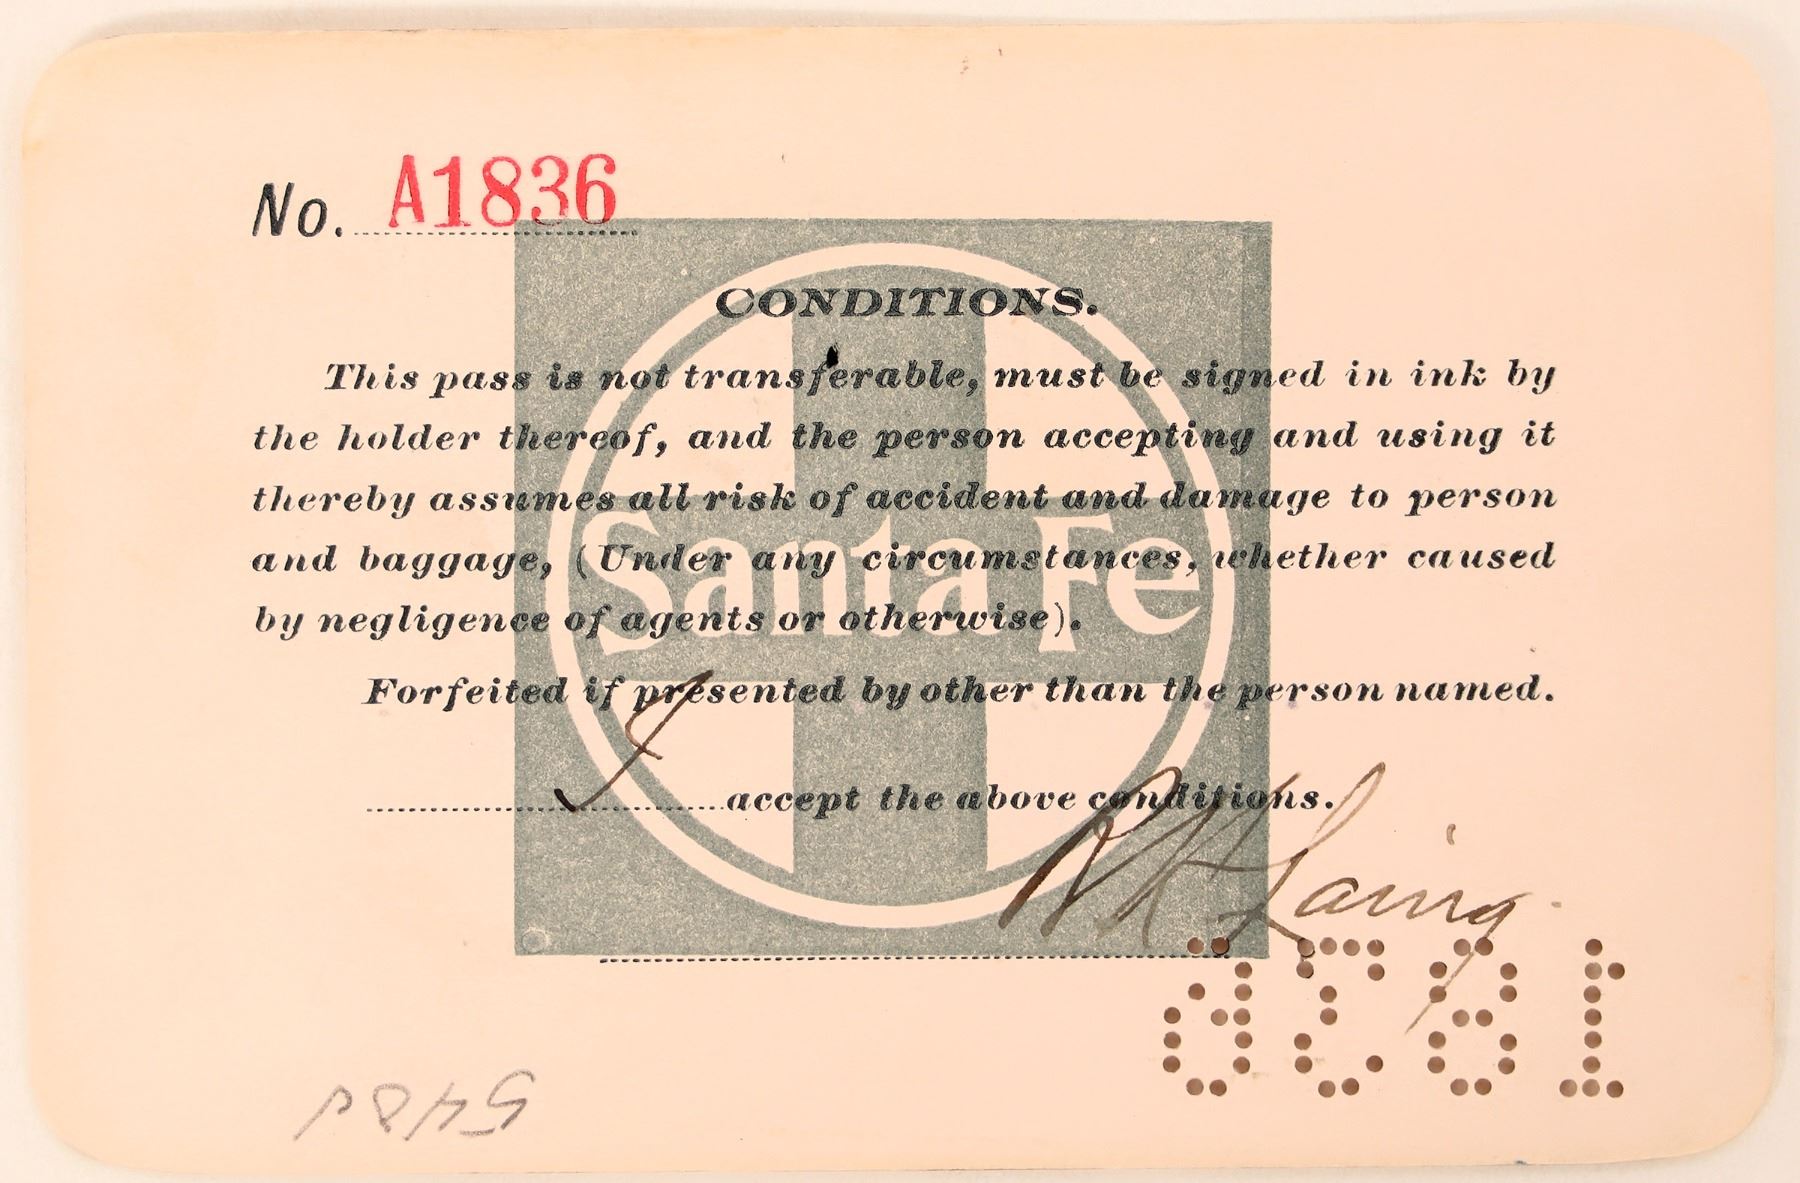 No. A1836
CONDITIONS.
This pass is not transferable, must be signed in ink by
the holder thereof, and the person accepting and using it
thereby assumes all risk of accident and damage to person
and baggage, (Under any circumstances, whether caused
by negligence of agents or otherwise).
Santa Fe
Forfeited if presented by other than the person named.
I accept the above conditions.
Laing